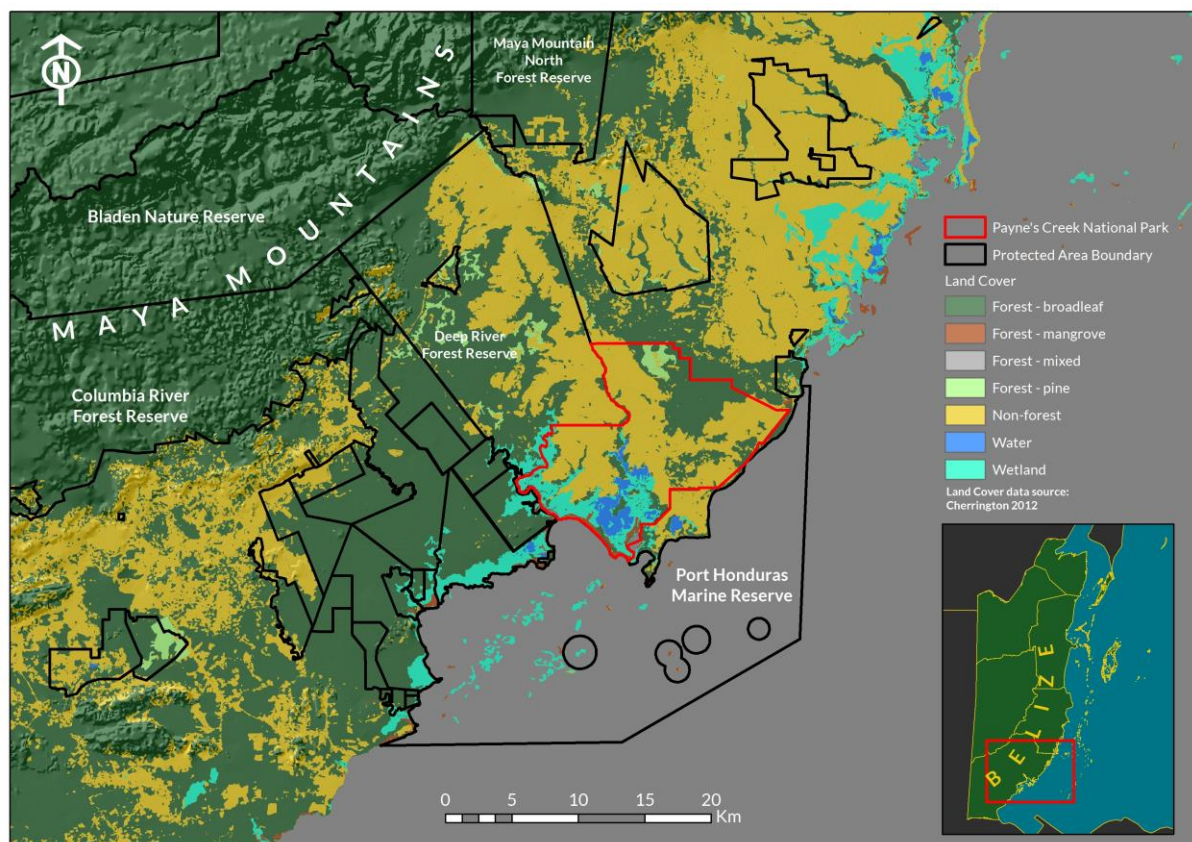 N
Maya Mountain
North
Forest Reserve
Bladen Nature Reserve
MAYA MOUNTAINS
Deep River
Forest Reserve
Columbia River
Forest Reserve
Port Honduras
Marine Reserve
Payne's Creek National Park
Protected Area Boundary
Land Cover
Forest - broadleaf
Forest - mangrove
Forest - mixed
Forest - pine
Non-forest
Water
Wetland
Land Cover data source:
Cherrington 2012
BELIZE
0 5 10 15 20
Km